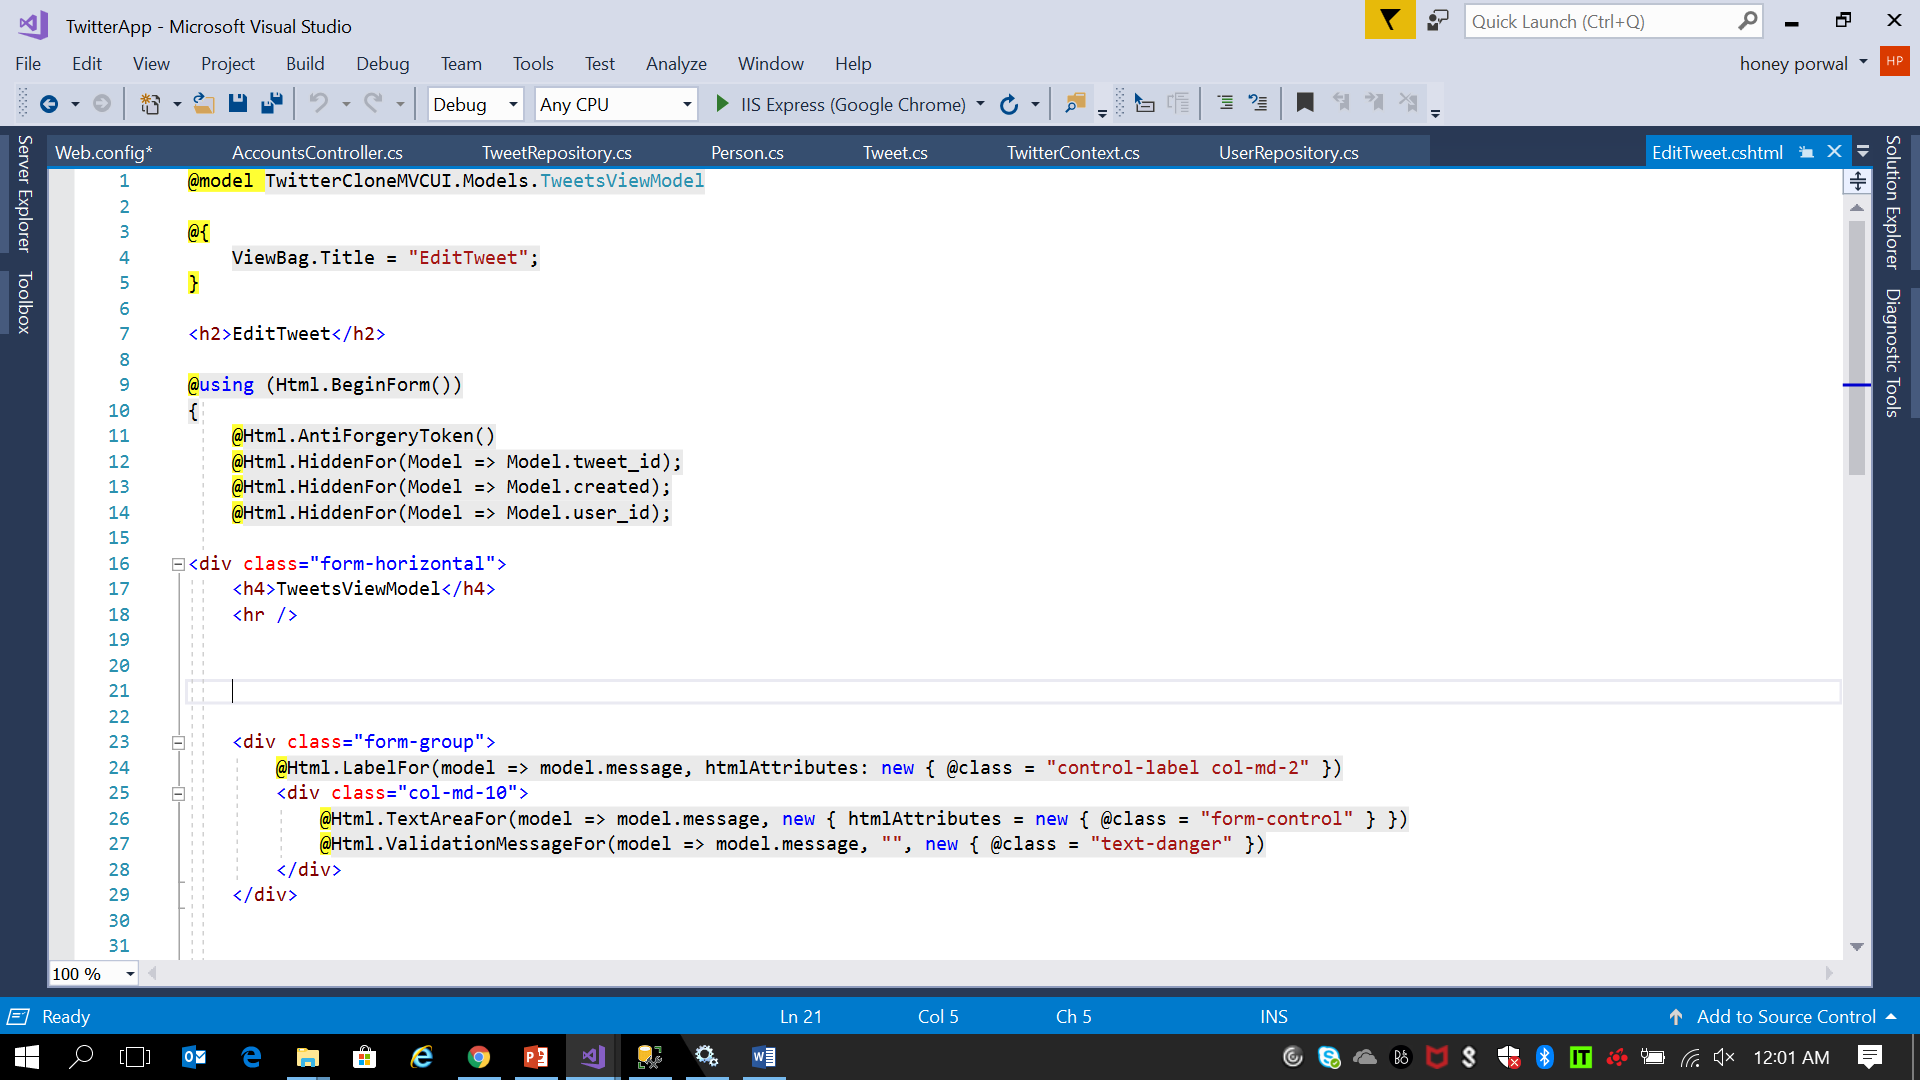 TwitterApp - Microsoft Visual Studio
Quick Launch (Ctrl+Q)
File Edit View Project Build Debug Team Tools Test Analyze Window Help
honey porwal HP
Debug Any CPU IIS Express (Google Chrome)
Server Explorer
Toolbox
Web.config* AccountsController.cs TweetRepository.cs Person.cs Tweet.cs TwitterContext.cs UserRepository.cs EditTweet.cshtml
Solution Explorer
Diagnostic Tools
1 @model TwitterCloneMVCUI.Models.TweetsViewModel
2
3 @{
4 ViewBag.Title = "EditTweet";
5 }
6
7 <h2>EditTweet</h2>
8
9 @using (Html.BeginForm())
10 {
11 @Html.AntiForgeryToken()
12 @Html.HiddenFor(Model => Model.tweet_id);
13 @Html.HiddenFor(Model => Model.created);
14 @Html.HiddenFor(Model => Model.user_id);
15
16 <div class="form-horizontal">
17 <h4>TweetsViewModel</h4>
18 <hr />
19
20
21
22
23 <div class="form-group">
24 @Html.LabelFor(model => model.message, htmlAttributes: new { @class = "control-label col-md-2" })
25 <div class="col-md-10">
26 @Html.TextAreaFor(model => model.message, new { htmlAttributes = new { @class = "form-control" } })
27 @Html.ValidationMessageFor(model => model.message, "", new { @class = "text-danger" })
28 </div>
29 </div>
30
31
100 %
Ready Ln 21 Col 5 Ch 5 INS Add to Source Control
12:01 AM